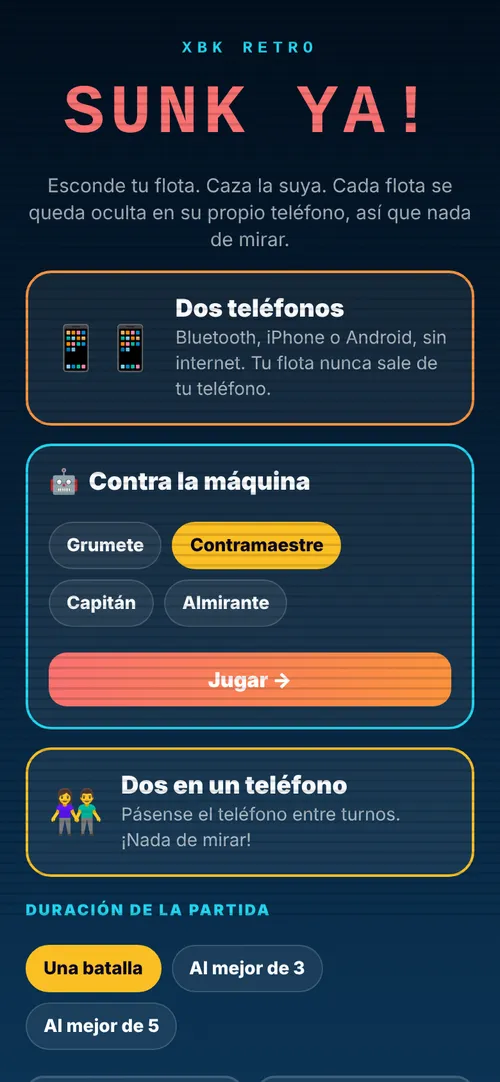 XBK RETRO
SUNK YA!
Esconde tu flota. Caza la suya. Cada flota se
queda oculta en su propio teléfono, así que nada
de mirar.
Dos teléfonos
Bluetooth, iPhone o Android, sin
internet. Tu flota nunca sale de
tu teléfono.
Contra la máquina
Grumete
Contramaestre
Capitán
Almirante
Jugar →
Dos en un teléfono
Pásense el teléfono entre turnos.
¡Nada de mirar!
DURACIÓN DE LA PARTIDA
Una batalla
Al mejor de 3
Al mejor de 5